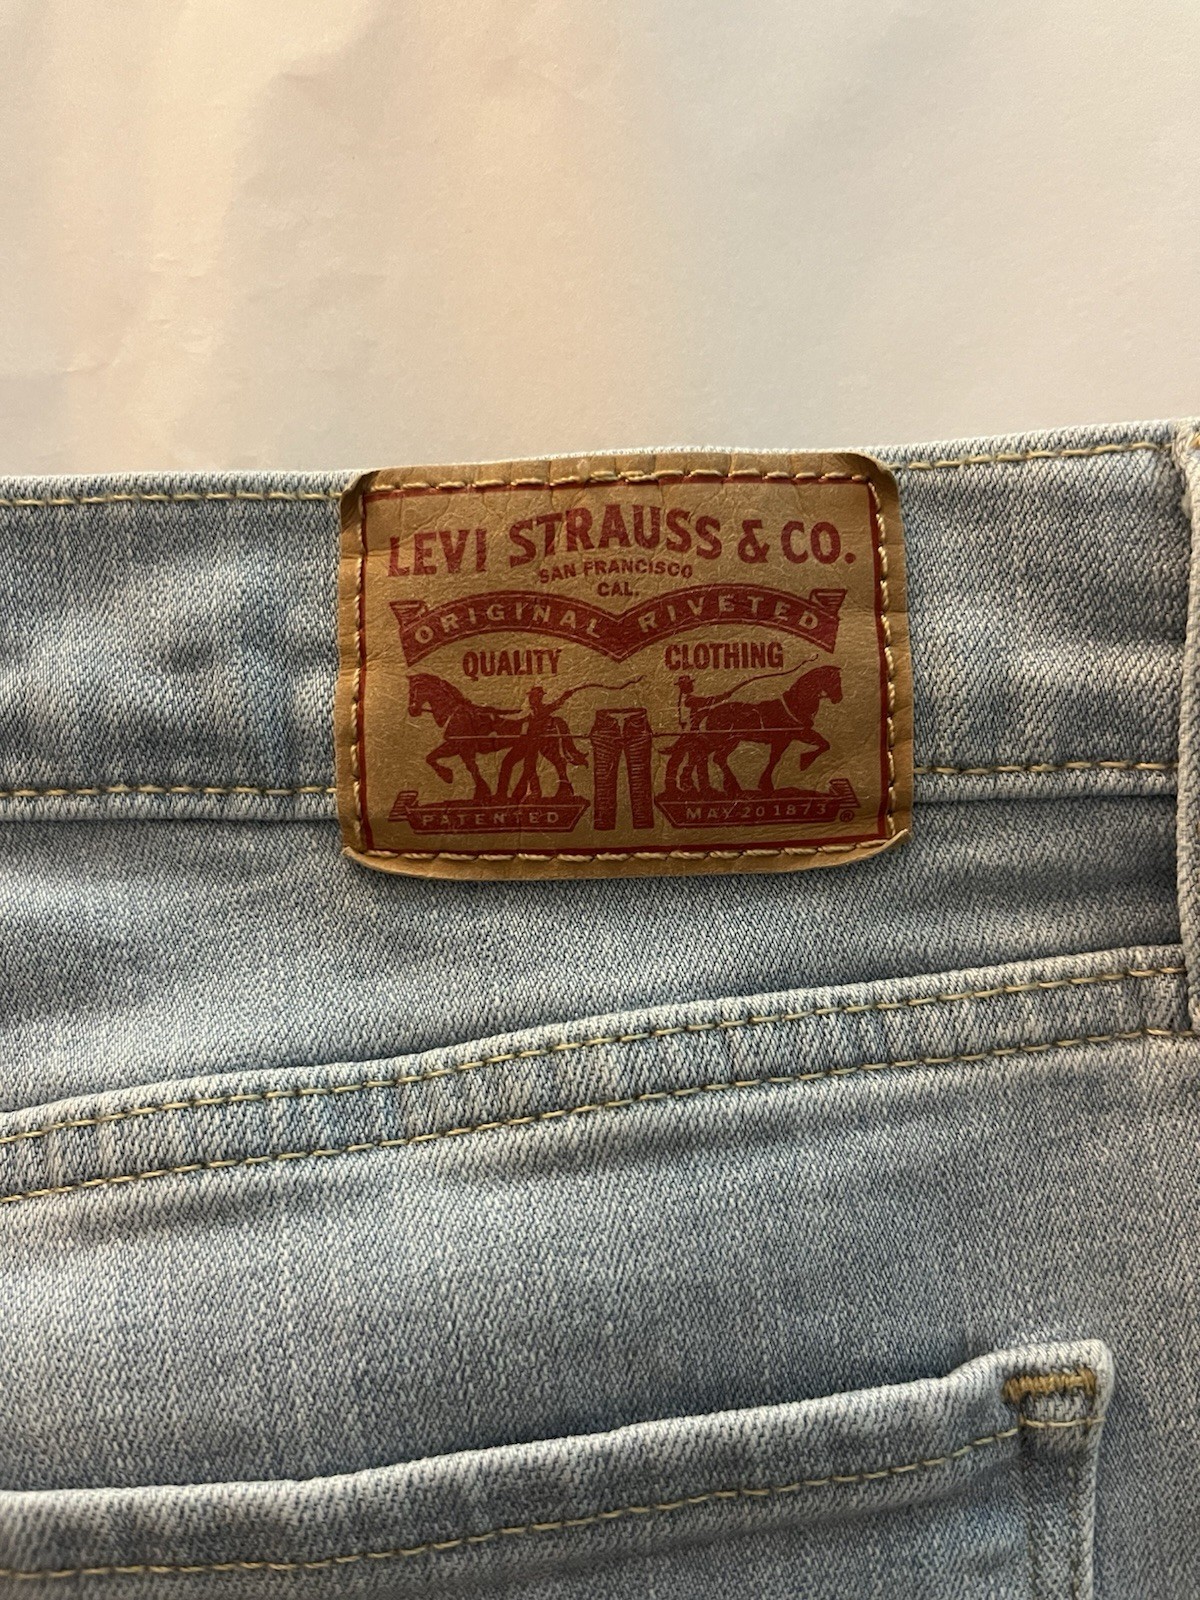 LEVI STRAUSS & CO.
SAN FRANCISCO
CAL.
ORIGINAL RIVETED
QUALITY CLOTHING
PATENTED MAY 20 1873 ®